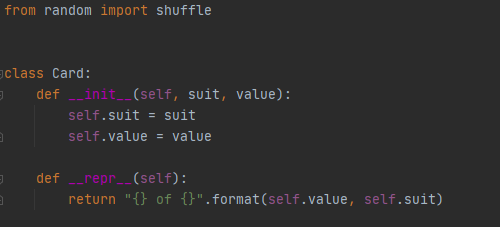 from random import shuffle
class Card:
    def __init__(self, suit, value):
        self.suit = suit
        self.value = value
    def __repr__(self):
        return "{} of {}".format(self.value, self.suit)